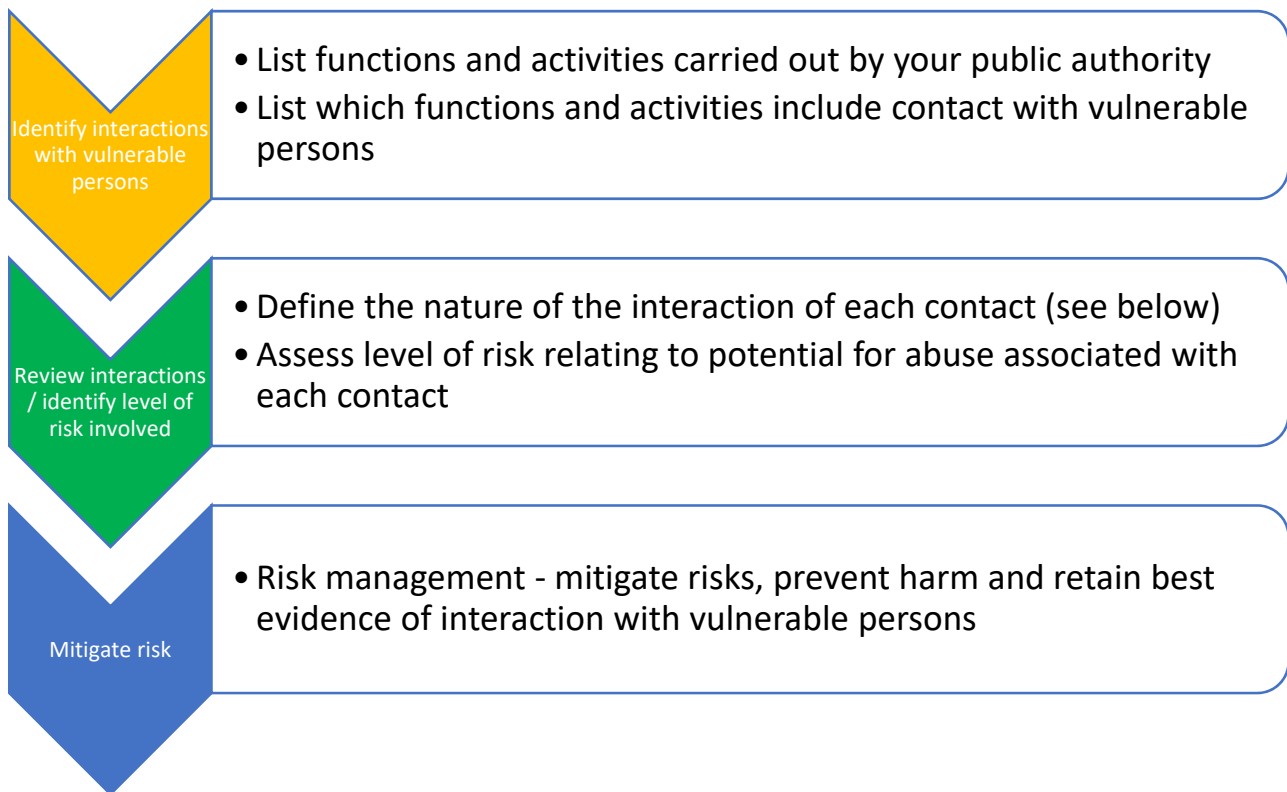 Identify interactions
with vulnerable
persons
• List functions and activities carried out by your public authority
• List which functions and activities include contact with vulnerable
persons
Review interactions
/ identify level of
risk involved
• Define the nature of the interaction of each contact (see below)
• Assess level of risk relating to potential for abuse associated with
each contact
Mitigate risk
• Risk management - mitigate risks, prevent harm and retain best
evidence of interaction with vulnerable persons